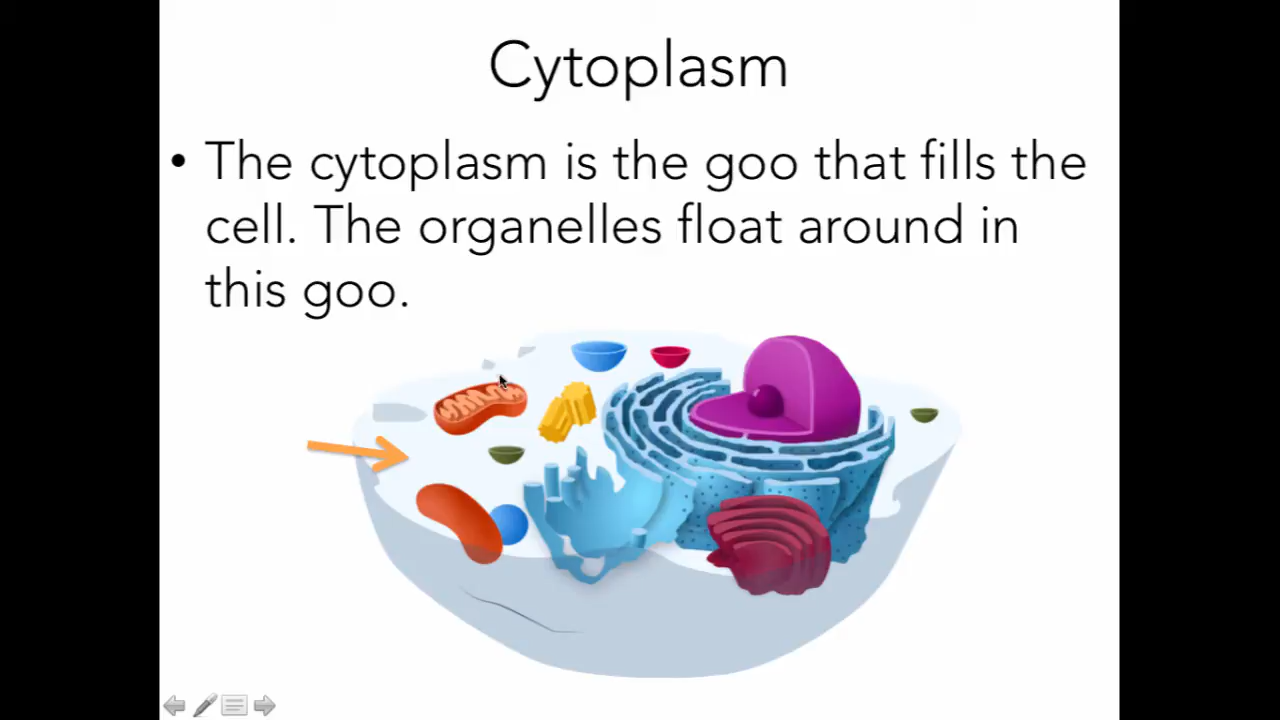 Cytoplasm
• The cytoplasm is the goo that fills the
cell. The organelles float around in
this goo.